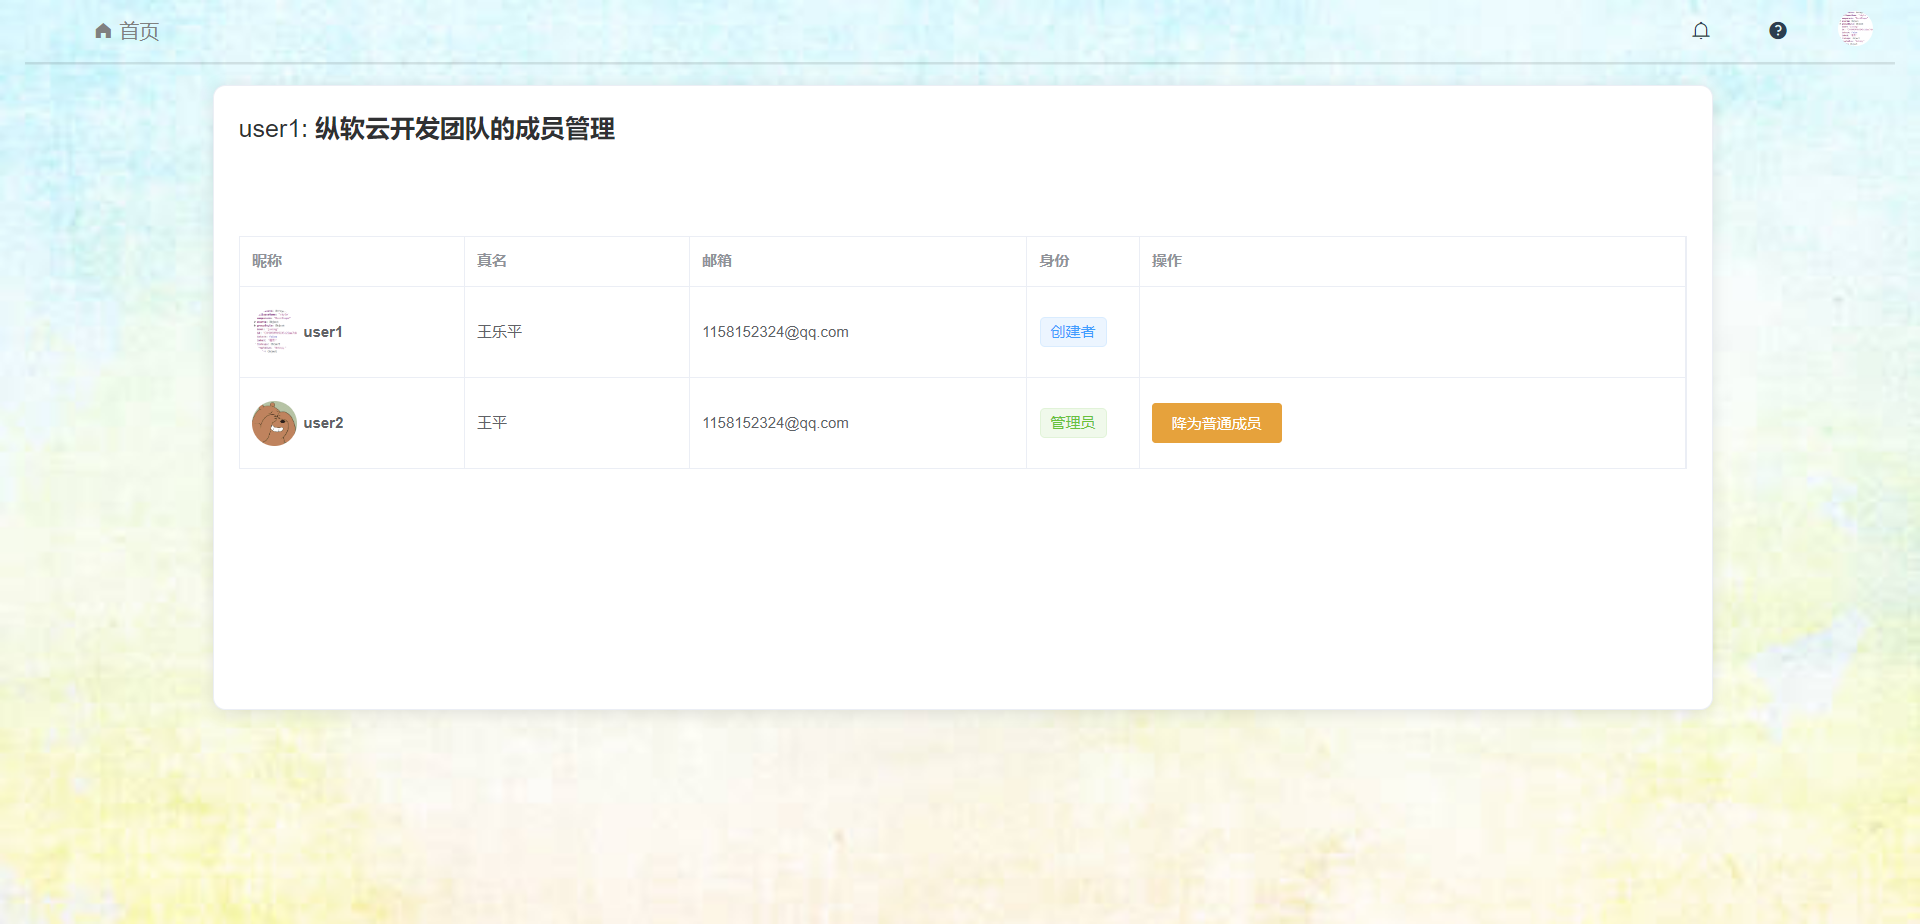 首页
user1: 纵软云开发团队的成员管理
昵称 真名 邮箱 身份 操作
user1 王乐平 1158152324@qq.com 创建者
user2 王平 1158152324@qq.com 管理员 降为普通成员